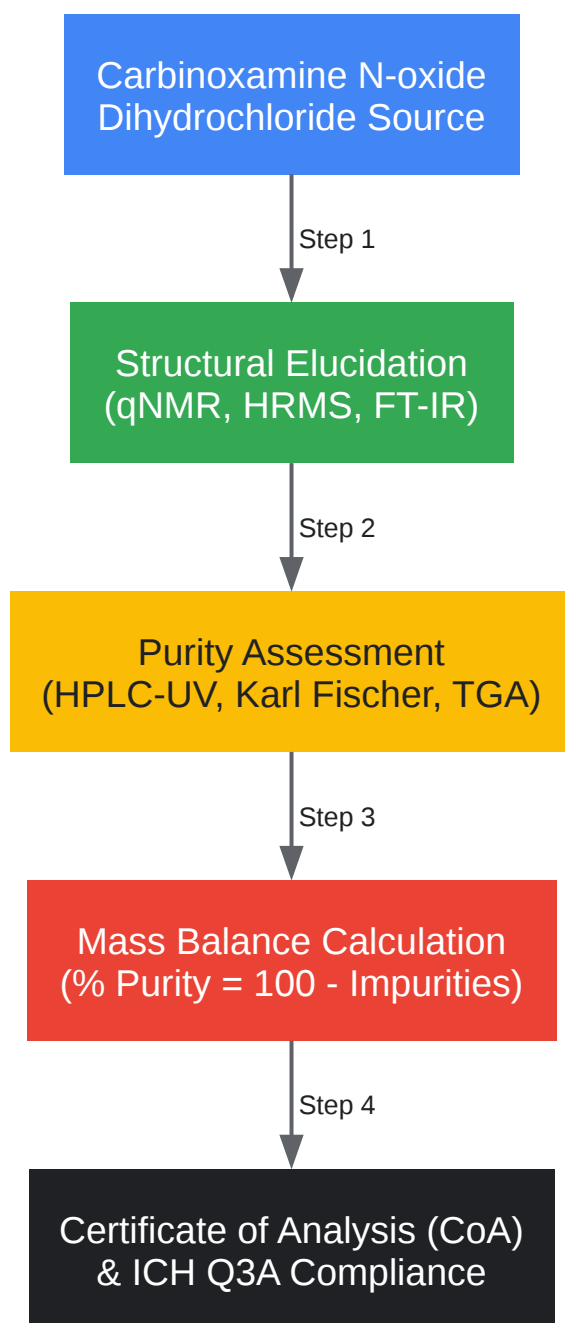 Carbinoxamine N-oxide
Dihydrochloride Source
Step 1
Structural Elucidation
(qNMR, HRMS, FT-IR)
Step 2
Purity Assessment
(HPLC-UV, Karl Fischer, TGA)
Step 3
Mass Balance Calculation
(% Purity = 100 - Impurities)
Step 4
Certificate of Analysis (CoA)
& ICH Q3A Compliance